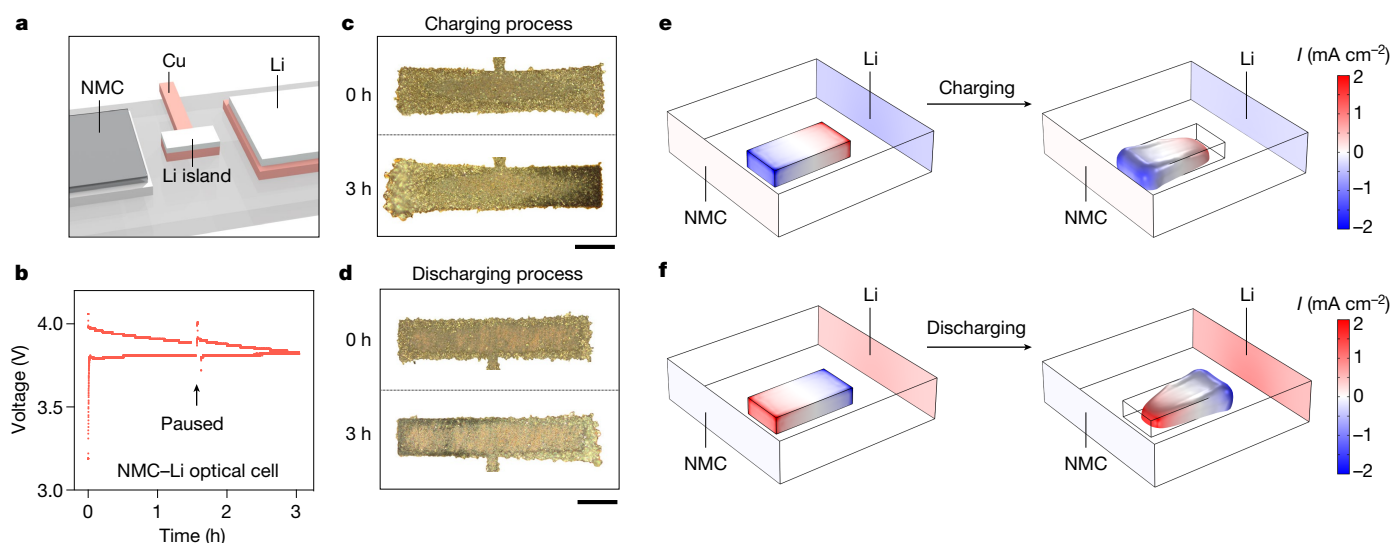 a
NMC
Cu
Li
Li island
b
4.0
3.5
3.0
Voltage (V)
Paused
NMC–Li optical cell
0
1
2
3
Time (h)
c
Charging process
0 h
3 h
d
Discharging process
0 h
3 h
e
Li
NMC
Charging
Li
NMC
I (mA cm⁻²)
2
1
0
−1
−2
f
Li
NMC
Discharging
Li
NMC
I (mA cm⁻²)
2
1
0
−1
−2